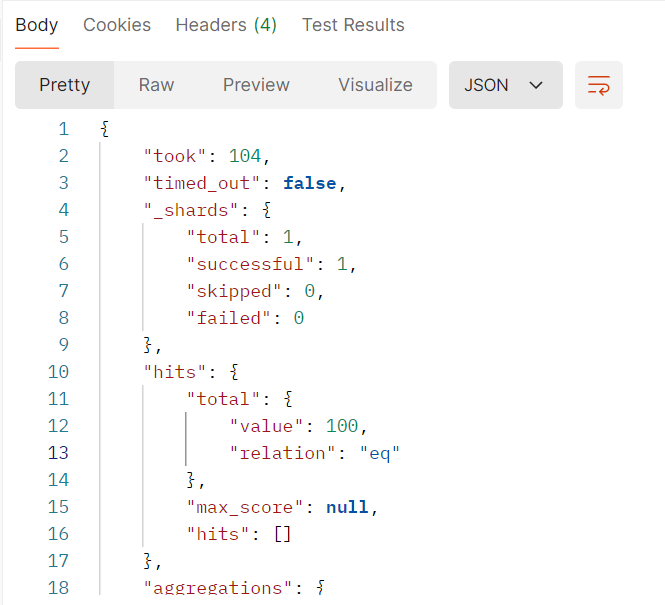 Body Cookies Headers (4) Test Results
Pretty Raw Preview Visualize JSON
1 {
2 "took": 104,
3 "timed_out": false,
4 "_shards": {
5 "total": 1,
6 "successful": 1,
7 "skipped": 0,
8 "failed": 0
9 },
10 "hits": {
11 "total": {
12 "value": 100,
13 "relation": "eq"
14 },
15 "max_score": null,
16 "hits": []
17 },
18 "aggregations": {